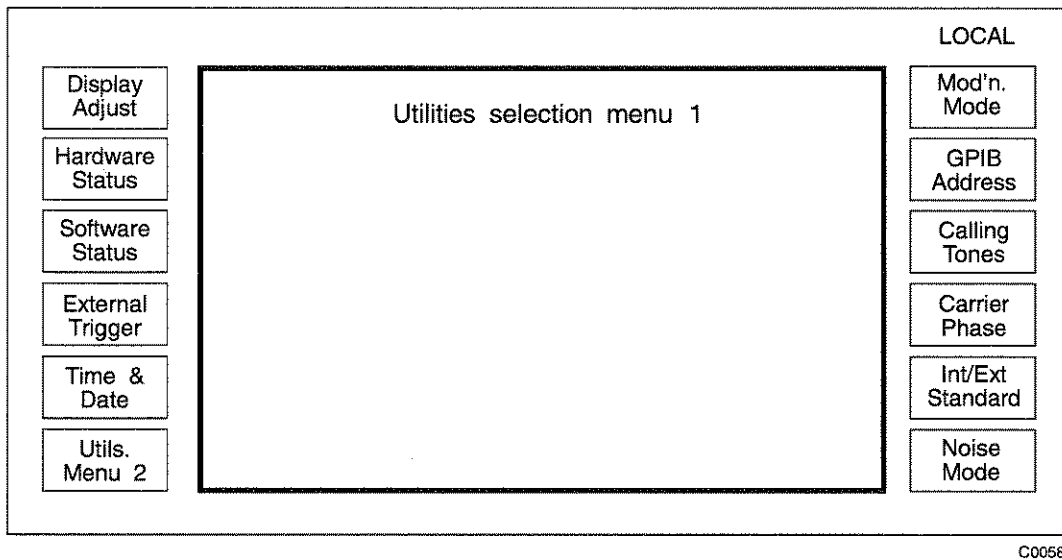 LOCAL
Display
Adjust
Hardware
Status
Software
Status
External
Trigger
Time & 
Date
Utils.
Menu 2
Utilities selection menu 1
Mod'n.
Mode
GPIB
Address
Calling
Tones
Carrier
Phase
Int/Ext
Standard
Noise
Mode
C0056